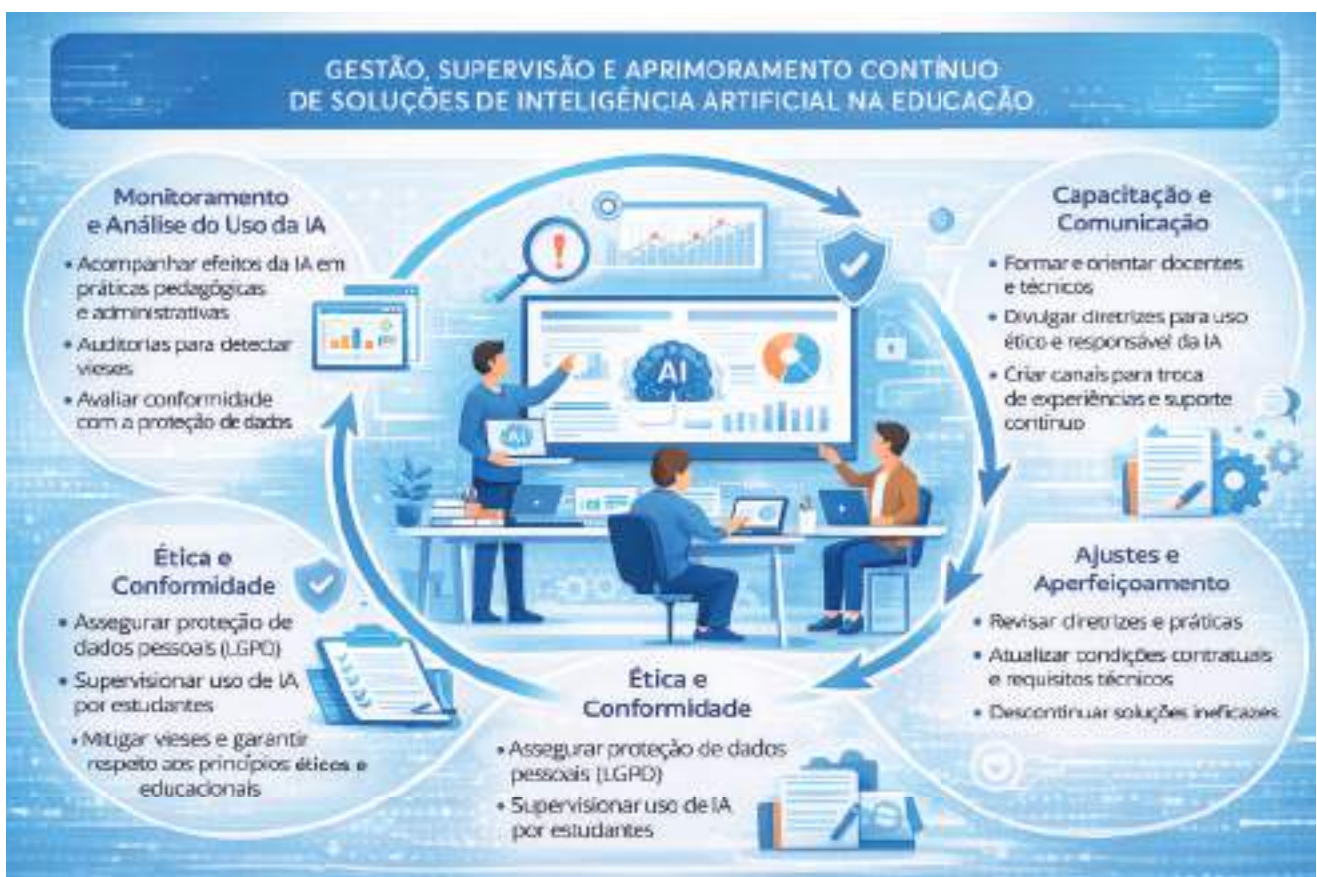 GESTÃO, SUPERVISÃO E APRIMORAMENTO CONTÍNUO
DE SOLUÇÕES DE INTELIGÊNCIA ARTIFICIAL NA EDUCAÇÃO
Monitoramento
e Análise do Uso da IA
• Acompanhar efeitos da IA em
práticas pedagógicas
e administrativas
• Auditorias para detectar
vieses
• Avaliar conformidade
com a proteção de dados
Capacitação e
Comunicação
• Formar e orientar docentes
e técnicos
• Divulgar diretrizes para uso
ético e responsável da IA
• Criar canais para troca
de experiências e suporte
contínuo
!
AI
AI
Ética e
Conformidade
• Assegurar proteção de
dados pessoais (LGPD)
• Supervisionar uso de IA
por estudantes
• Mitigar vieses e garantir
respeito aos princípios éticos e
educacionais
Ética e
Conformidade
• Assegurar proteção de dados
pessoais (LGPD)
• Supervisionar uso de IA
por estudantes
Ajustes e
Aperfeiçoamento
• Revisar diretrizes e práticas
• Atualizar condições contratuais
e requisitos técnicos
• Descontinuar soluções ineficazes